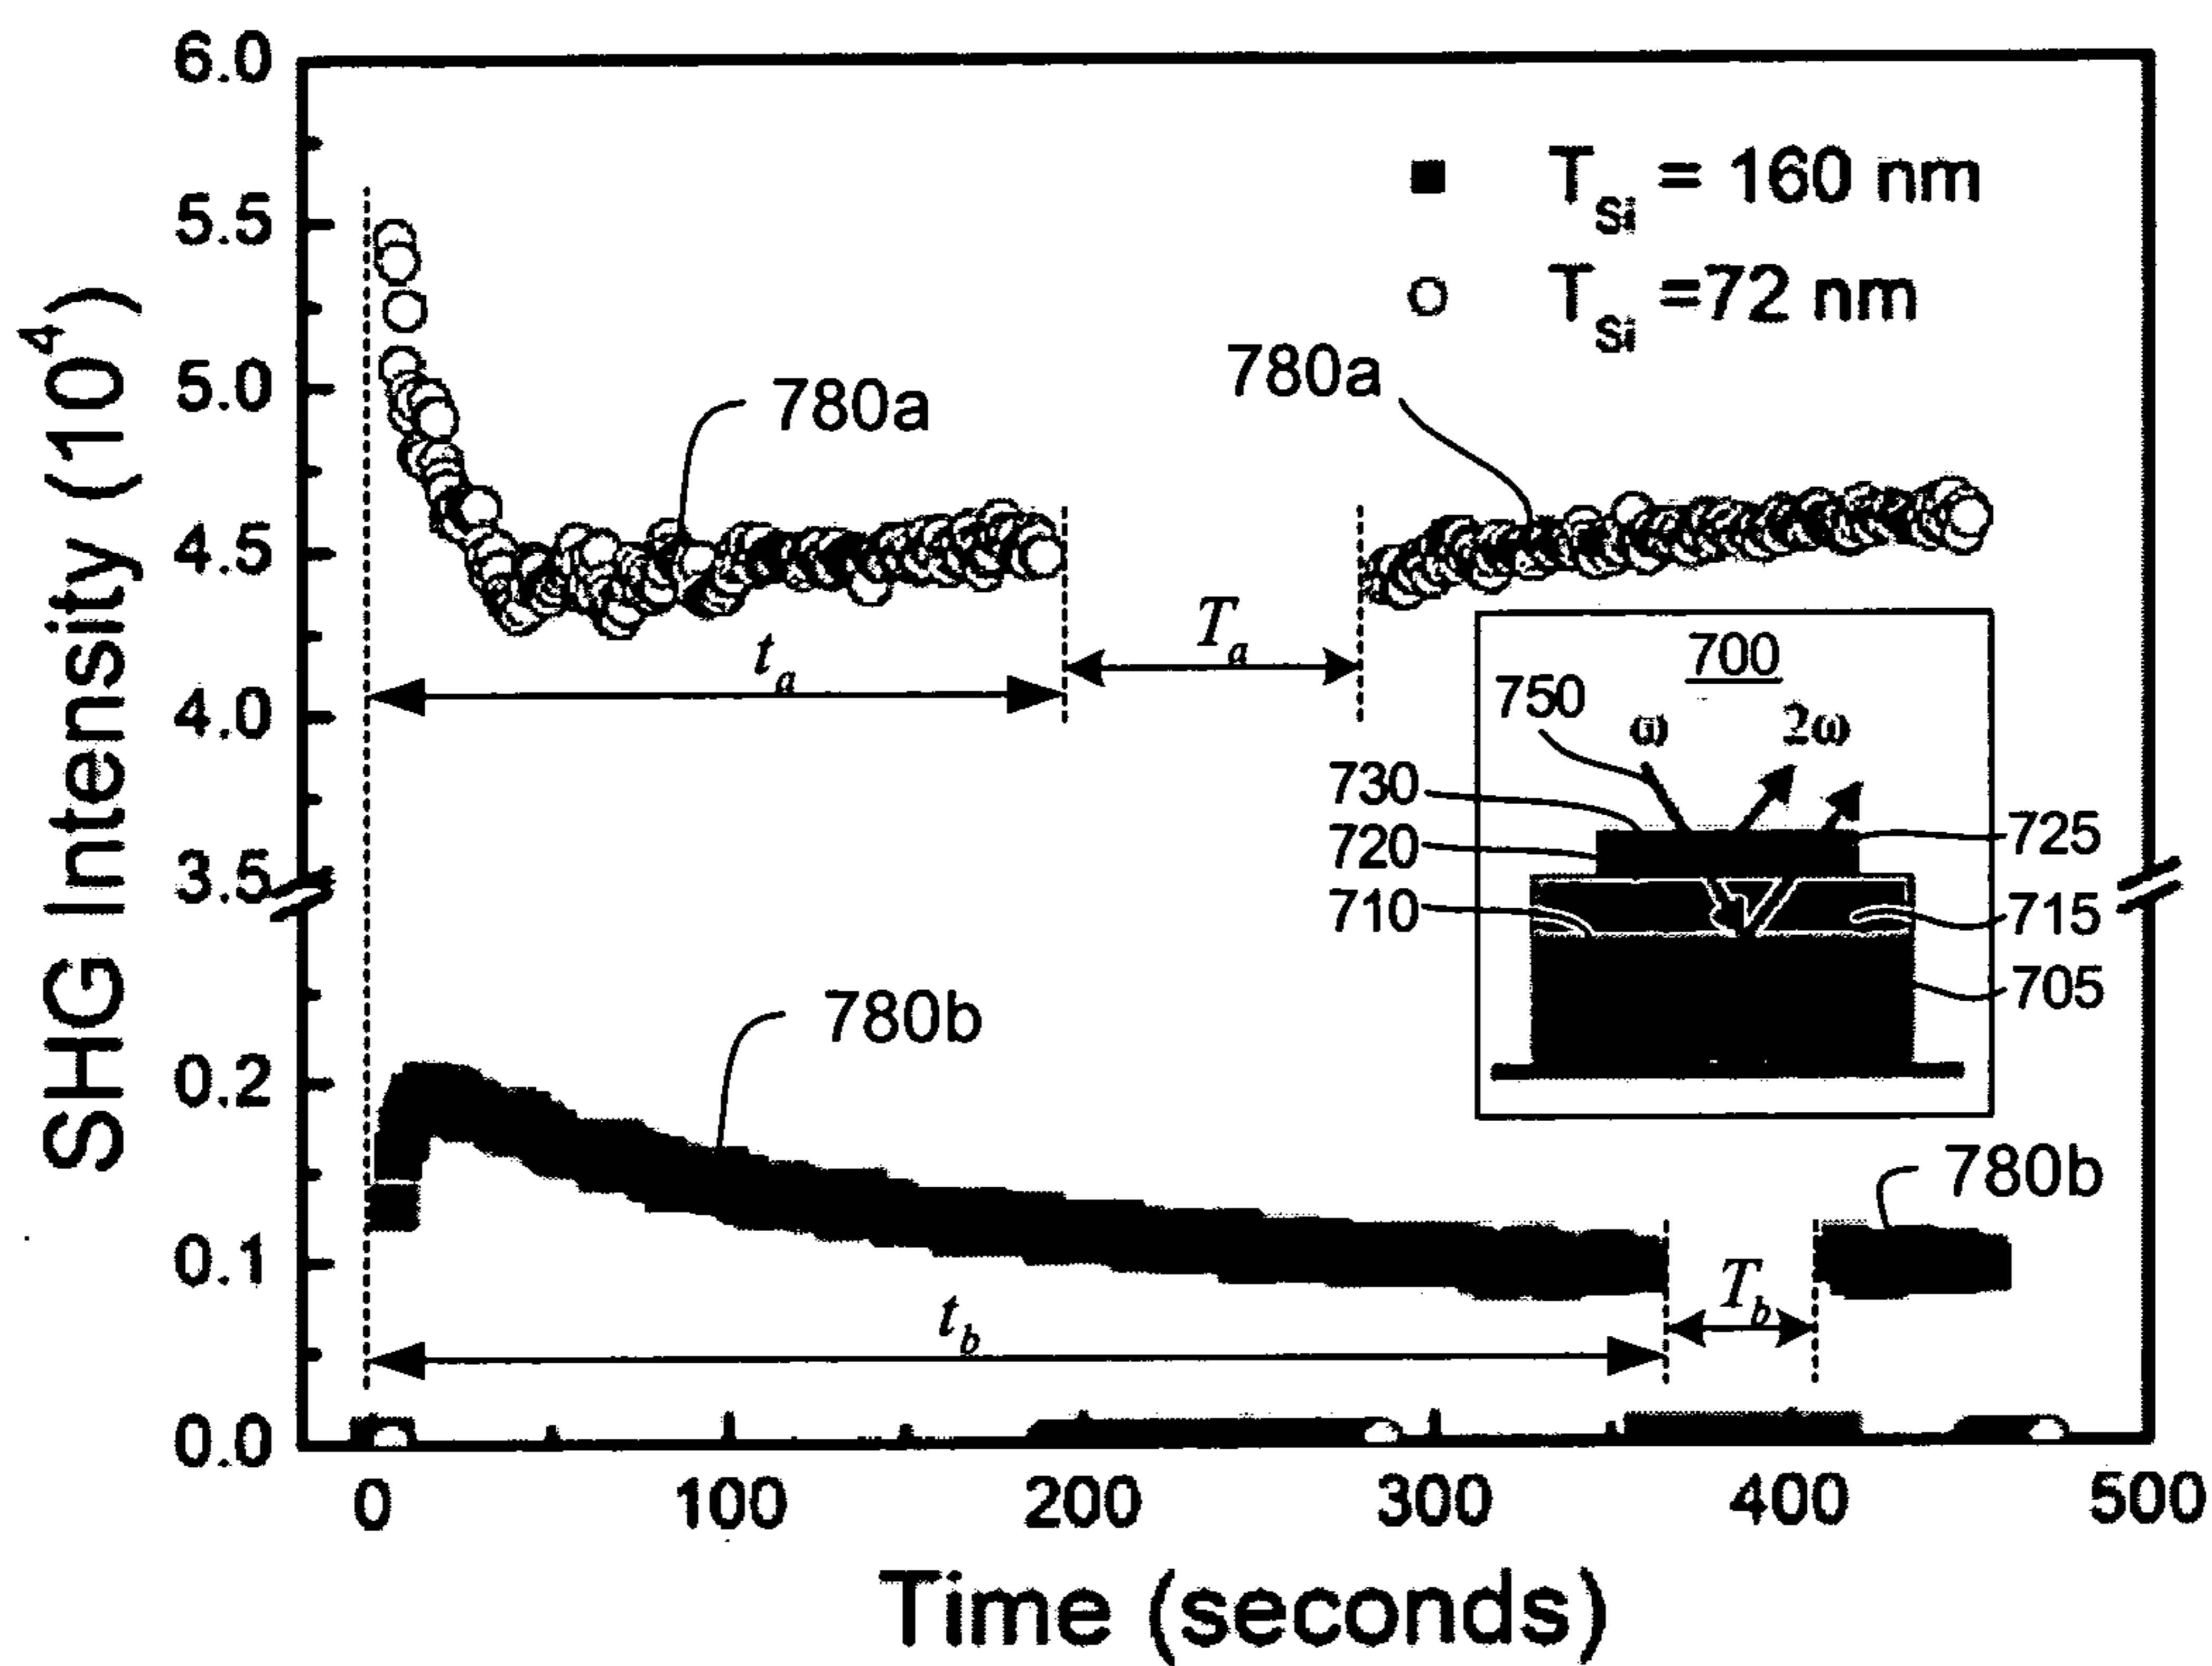 SHG Intensity (10⁴)
6.0
5.5
5.0
4.5
4.0
3.5
0.2
0.1
0.0
■ T_Si = 160 nm
○ T_Si =72 nm
780a
780a
t_a
T_a
700
750
ω
2ω
730
720
710
725
715
705
780b
780b
t_b
T_b
0 100 200 300 400 500
Time (seconds)